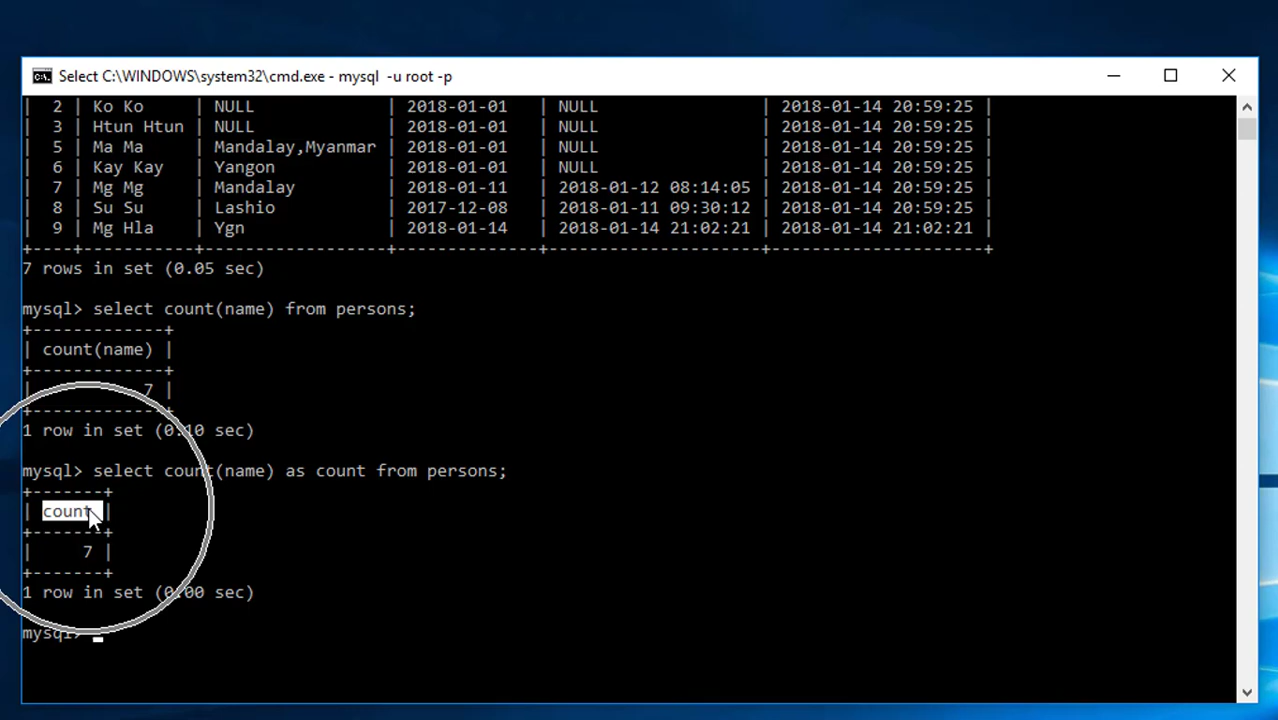 Select C:\WINDOWS\system32\cmd.exe - mysql  -u root -p
|  2 | Ko Ko     | NULL             | 2018-01-01   | NULL                | 2018-01-14 20:59:25 |
|  3 | Htun Htun | NULL             | 2018-01-01   | NULL                | 2018-01-14 20:59:25 |
|  5 | Ma Ma     | Mandalay,Myanmar | 2018-01-01   | NULL                | 2018-01-14 20:59:25 |
|  6 | Kay Kay   | Yangon           | 2018-01-01   | NULL                | 2018-01-14 20:59:25 |
|  7 | Mg Mg     | Mandalay         | 2018-01-11   | 2018-01-12 08:14:05 | 2018-01-14 20:59:25 |
|  8 | Su Su     | Lashio           | 2017-12-08   | 2018-01-11 09:30:12 | 2018-01-14 20:59:25 |
|  9 | Mg Hla    | Ygn              | 2018-01-14   | 2018-01-14 21:02:21 | 2018-01-14 21:02:21 |
+----+-----------+------------------+--------------+---------------------+---------------------+
7 rows in set (0.05 sec)
mysql> select count(name) from persons;
+-------------+
| count(name) |
+-------------+
|           7 |
+-------------+
1 row in set (0.10 sec)
mysql> select count(name) as count from persons;
+-------+
| count |
+-------+
|     7 |
+-------+
1 row in set (0.00 sec)
mysql> _